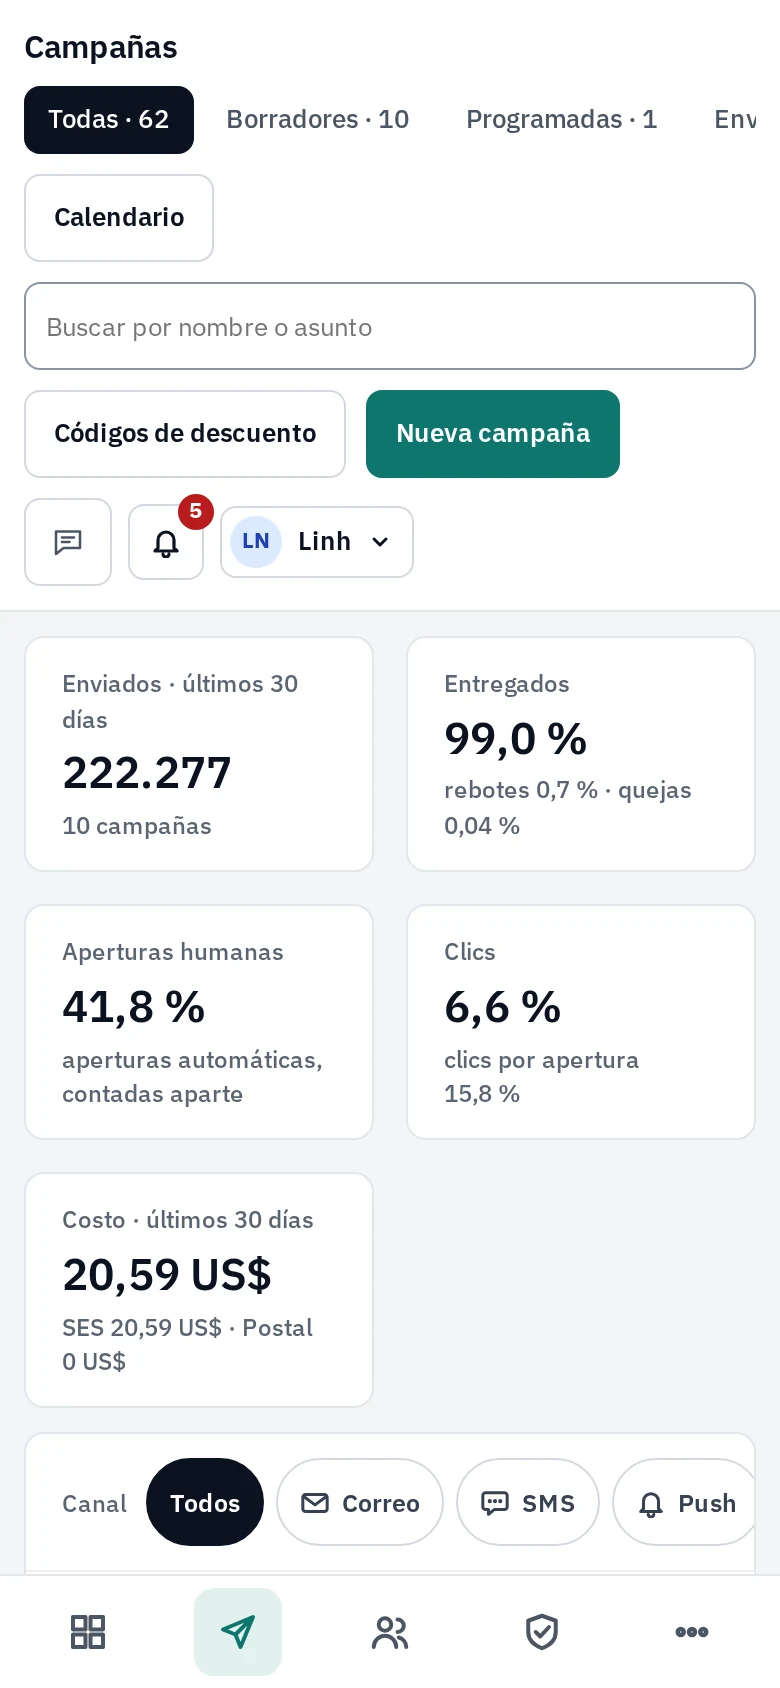 Campañas
Todas · 62
Borradores · 10
Programadas · 1
Env
Calendario
Buscar por nombre o asunto
Códigos de descuento
Nueva campaña
5
LN
Linh
Enviados · últimos 30
días
222.277
10 campañas
Entregados
99,0 %
rebotes 0,7 % · quejas
0,04 %
Aperturas humanas
41,8 %
aperturas automáticas,
contadas aparte
Clics
6,6 %
clics por apertura
15,8 %
Costo · últimos 30 días
20,59 US$
SES 20,59 US$ · Postal
0 US$
Canal
Todos
Correo
SMS
Push